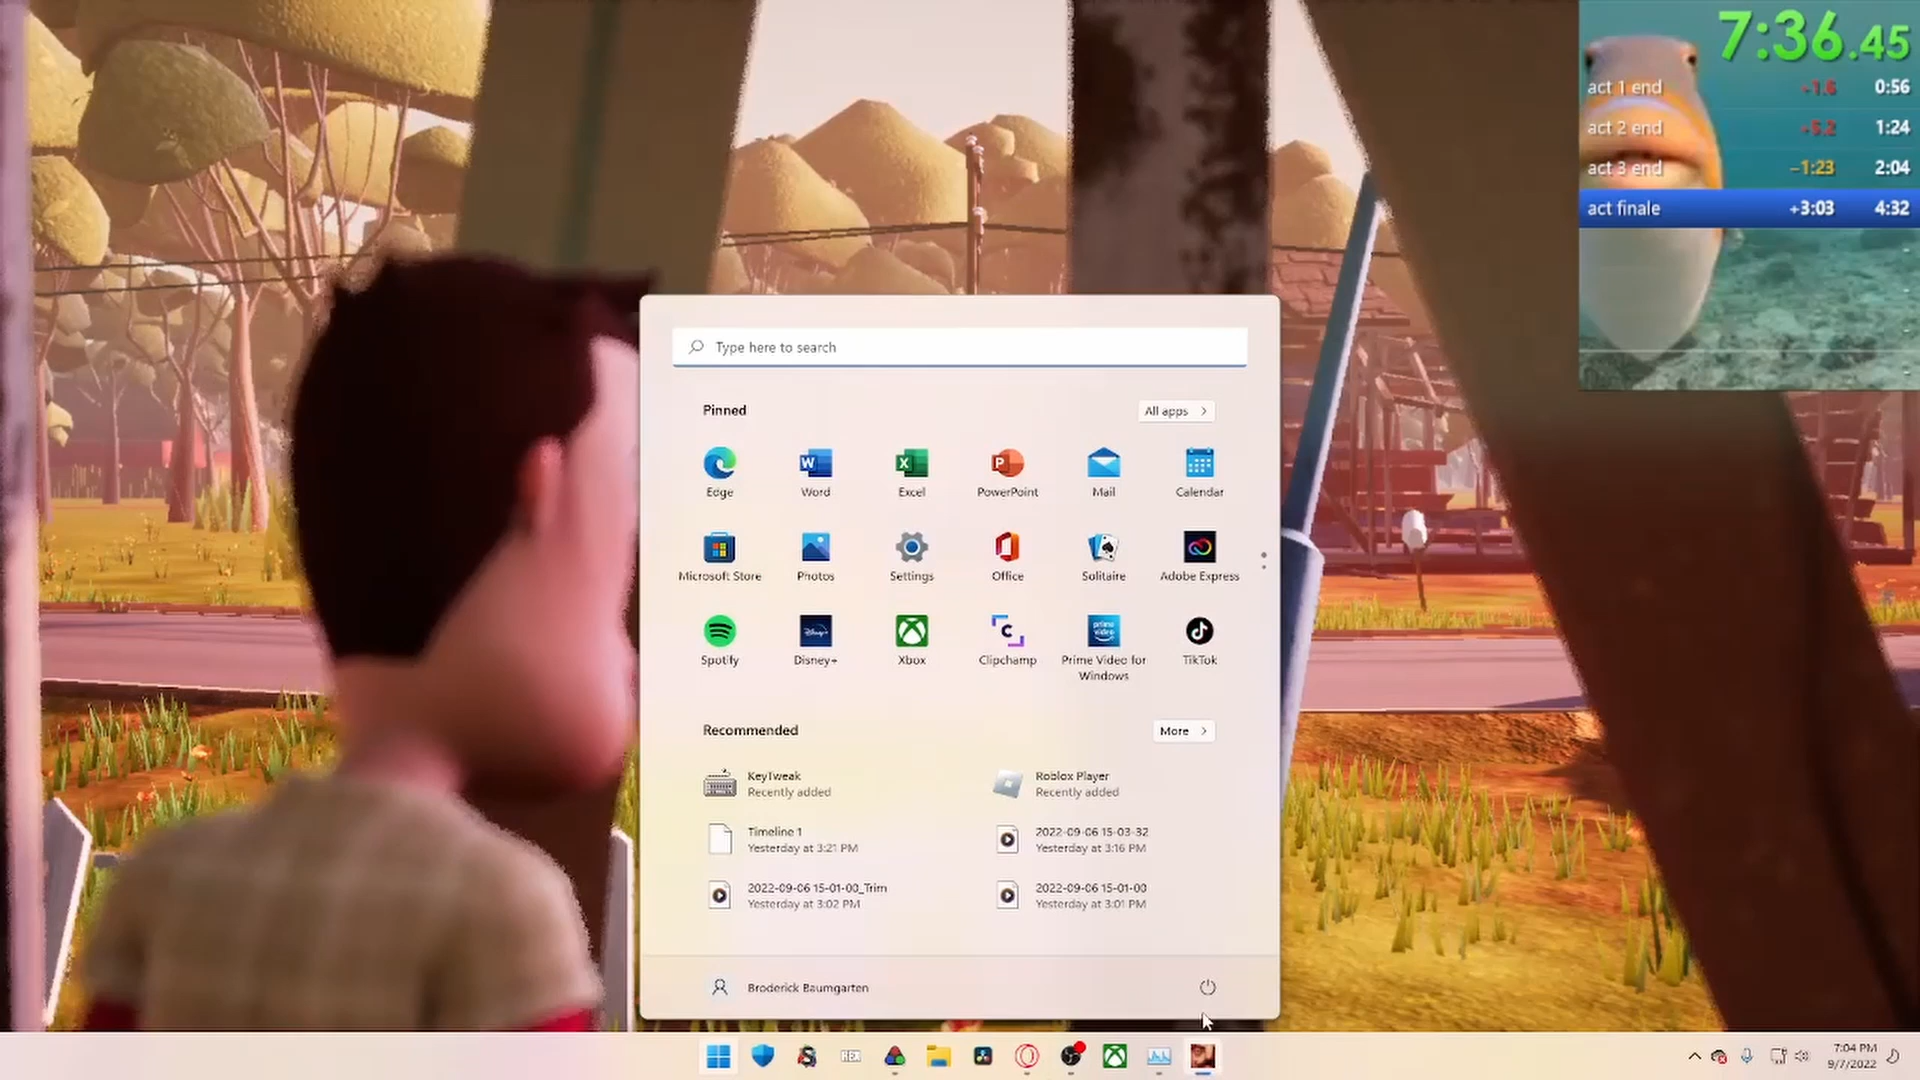 7:36.45
act 1 end -1.6 0:56
act 2 end -5.2 1:24
act 3 end -1:23 2:04
act finale +3:03 4:32
Type here to search
Pinned
All apps
Edge
Word
Excel
PowerPoint
Mail
Calendar
Microsoft Store
Photos
Settings
Office
Solitaire
Adobe Express
Spotify
Disney+
Xbox
Clipchamp
prime video
Prime Video for
Windows
TikTok
Recommended
More
KeyTweak
Recently added
Roblox Player
Recently added
Timeline 1
Yesterday at 3:21 PM
2022-09-06 15-03-32
Yesterday at 3:16 PM
2022-09-06 15-01-00_Trim
Yesterday at 3:02 PM
2022-09-06 15-01-00
Yesterday at 3:01 PM
Broderick Baumgarten
HEX
7:04 PM
9/7/2022